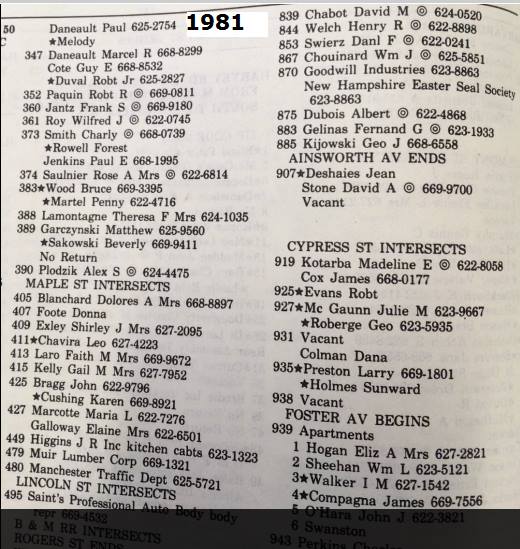 1981
50 Daneault Paul 625-2754
C
★Melody
347 Daneault Marcel R 668-8299
Cote Guy E 668-8532
★Duval Robt Jr 625-2827
352 Paquin Robt R ◎ 669-0811
360 Jantz Frank S ◎ 669-9180
361 Roy Wilfred J ◎ 622-0745
373 Smith Charly ◎ 668-0739
★Rowell Forest
Jenkins Paul E 668-1995
374 Saulnier Rose A Mrs ◎ 622-6814
383★Wood Bruce 669-3395
★Martel Penny 622-4716
388 Lamontagne Theresa F Mrs 624-1035
389 Garczynski Matthew 625-9560
★Sakowski Beverly 669-9411
No Return
390 Plodzik Alex S ◎ 624-4475
MAPLE ST INTERSECTS
405 Blanchard Dolores A Mrs 668-8897
407 Foote Donna
409 Exley Shirley J Mrs 627-2095
411★Chavira Leo 627-4223
413 Laro Faith M Mrs 669-9672
415 Kelly Gail M Mrs 627-7952
425 Bragg John 622-9796
★Cushing Karen 669-8921
427 Marcotte Maria L 622-7276
Galloway Elaine Mrs 622-6501
449 Higgins J R Inc kitchen cabts 623-1323
479 Muir Lumber Corp 669-1321
480 Manchester Traffic Dept 625-5721
LINCOLN ST INTERSECTS
495 Saint's Professional Auto Body body
repr 669-4532
B & M RR INTERSECTS
ROGERS ST ENDS
839 Chabot David M ◎ 624-0520
844 Welch Henry R ◎ 622-8898
853 Swierz Danl F ◎ 622-0241
867 Chouinard Wm J ◎ 625-5851
870 Goodwill Industries 623-8863
New Hampshire Easter Seal Society
623-8863
875 Dubois Albert ◎ 622-4868
883 Gelinas Fernand G ◎ 623-1933
885 Kijowski Geo J 668-6558
AINSWORTH AV ENDS
907★Deshaies Jean
Stone David A ◎ 669-9700
Vacant
CYPRESS ST INTERSECTS
919 Kotarba Madeline E ◎ 622-8058
Cox James 668-0177
925★Evans Robt
927★Mc Gaunn Julie M 623-9667
★Roberge Geo 623-5935
931 Vacant
Colman Dana
935★Preston Larry 669-1801
★Holmes Sunward
938 Vacant
FOSTER AV BEGINS
939 Apartments
1 Hogan Eliz A Mrs 627-2821
2 Sheehan Wm L 623-5121
3★Walker I M 627-1542
4★Compagna James 669-7556
5 O'Hara John J 622-3821
6 Swanston
943 Perkins